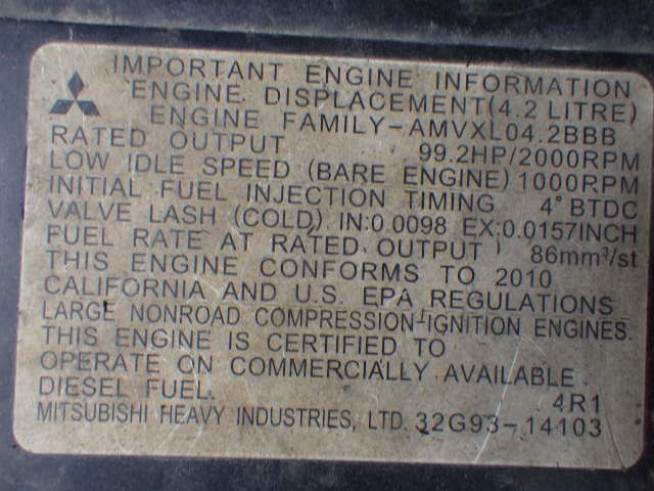 IMPORTANT ENGINE INFORMATION
ENGINE DISPLACEMENT(4.2 LITRE)
ENGINE FAMILY-AMVXL04.2BBB
RATED OUTPUT 99.2HP/2000RPM
LOW IDLE SPEED (BARE ENGINE) 1000RPM
INITIAL FUEL INJECTION TIMING 4° BTDC
VALVE LASH (COLD) IN:0.0098 EX:0.0157INCH
FUEL RATE AT RATED OUTPUT 86mm³/st
THIS ENGINE CONFORMS TO 2010
CALIFORNIA AND U.S. EPA REGULATIONS
LARGE NONROAD COMPRESSION-IGNITION ENGINES.
THIS ENGINE IS CERTIFIED TO
OPERATE ON COMMERCIALLY AVAILABLE
DIESEL FUEL. 4R1
MITSUBISHI HEAVY INDUSTRIES, LTD. 32G93-14103